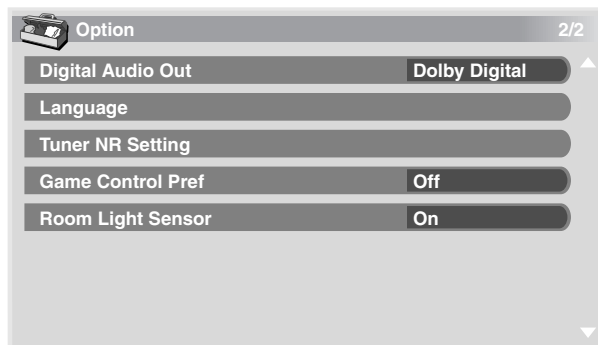 Option 2/2
Digital Audio Out Dolby Digital
Language
Tuner NR Setting
Game Control Pref Off
Room Light Sensor On